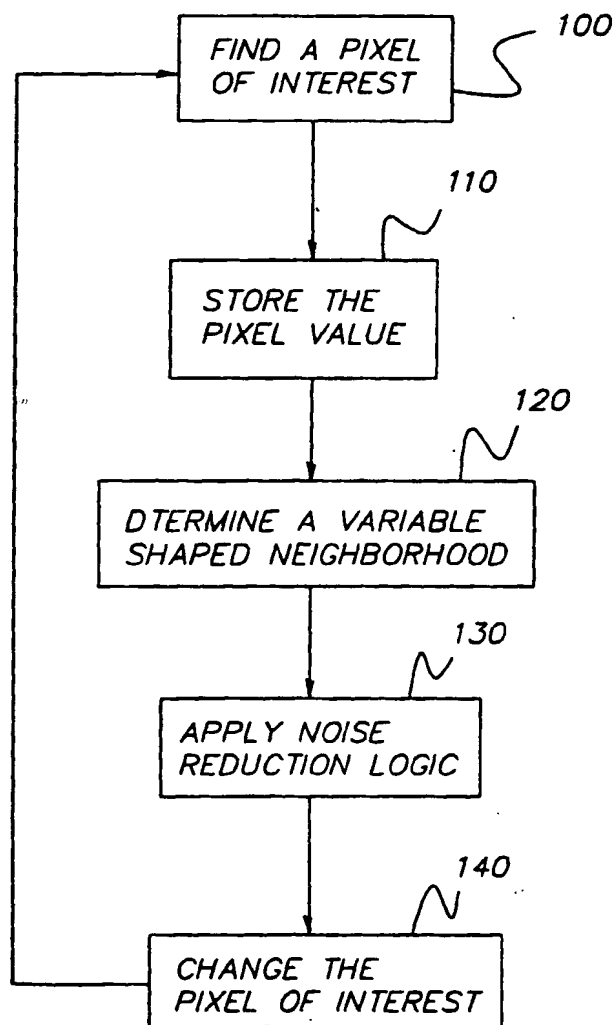 100
FIND A PIXEL
OF INTEREST
110
STORE THE
PIXEL VALUE
120
DTERMINE A VARIABLE
SHAPED NEIGHBORHOOD
130
APPLY NOISE
REDUCTION LOGIC
140
CHANGE THE
PIXEL OF INTEREST